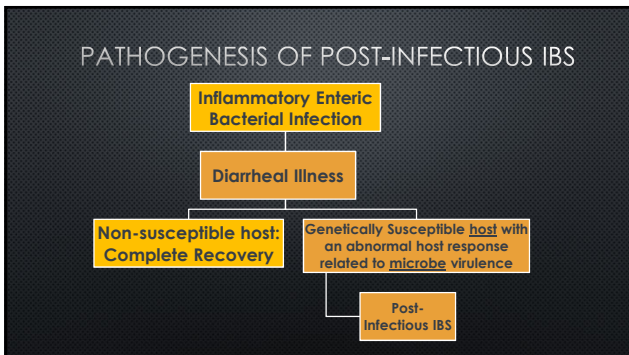 PATHOGENESIS OF POST-INFECTIOUS IBS
Inflammatory Enteric
Bacterial Infection
Diarrheal Illness
Non-susceptible host:
Complete Recovery
Genetically Susceptible host with
an abnormal host response
related to microbe virulence
Post-
Infectious IBS